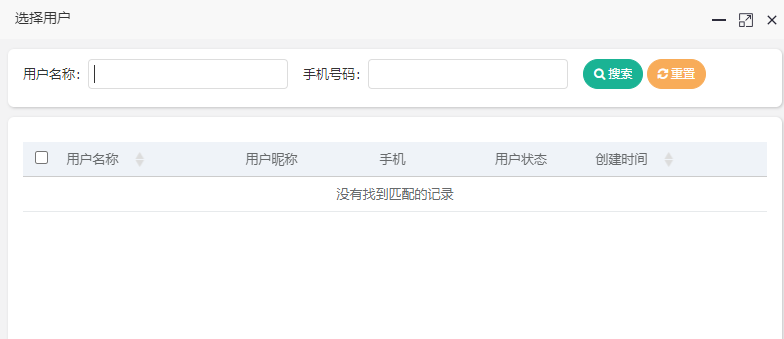 选择用户
用户名称： 手机号码： 搜索 重置
用户名称 用户昵称 手机 用户状态 创建时间
没有找到匹配的记录